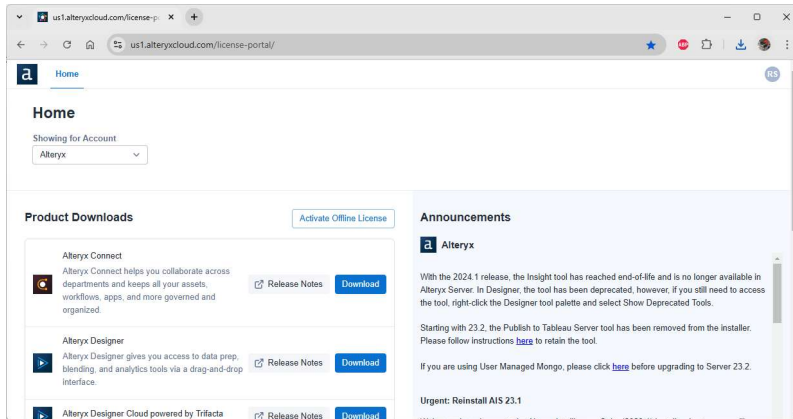 us1.alteryxcloud.com/license-po
us1.alteryxcloud.com/license-portal/
ABP
a
Home
RS
Home
Showing for Account
Alteryx
Product Downloads
Activate Offline License
Alteryx Connect
Alteryx Connect helps you collaborate across
departments and keeps all your assets,
workflows, apps, and more governed and
organized.
Release Notes
Download
Alteryx Designer
Alteryx Designer gives you access to data prep,
blending, and analytics tools via a drag-and-drop
interface.
Release Notes
Download
Alteryx Designer Cloud powered by Trifacta
Release Notes
Download
Announcements
a Alteryx
With the 2024.1 release, the Insight tool has reached end-of-life and is no longer available in
Alteryx Server. In Designer, the tool has been deprecated, however, if you still need to access
the tool, right-click the Designer tool palette and select Show Deprecated Tools.
Starting with 23.2, the Publish to Tableau Server tool has been removed from the installer.
Please follow instructions here to retain the tool.
If you are using User Managed Mongo, please click here before upgrading to Server 23.2.
Urgent: Reinstall AIS 23.1